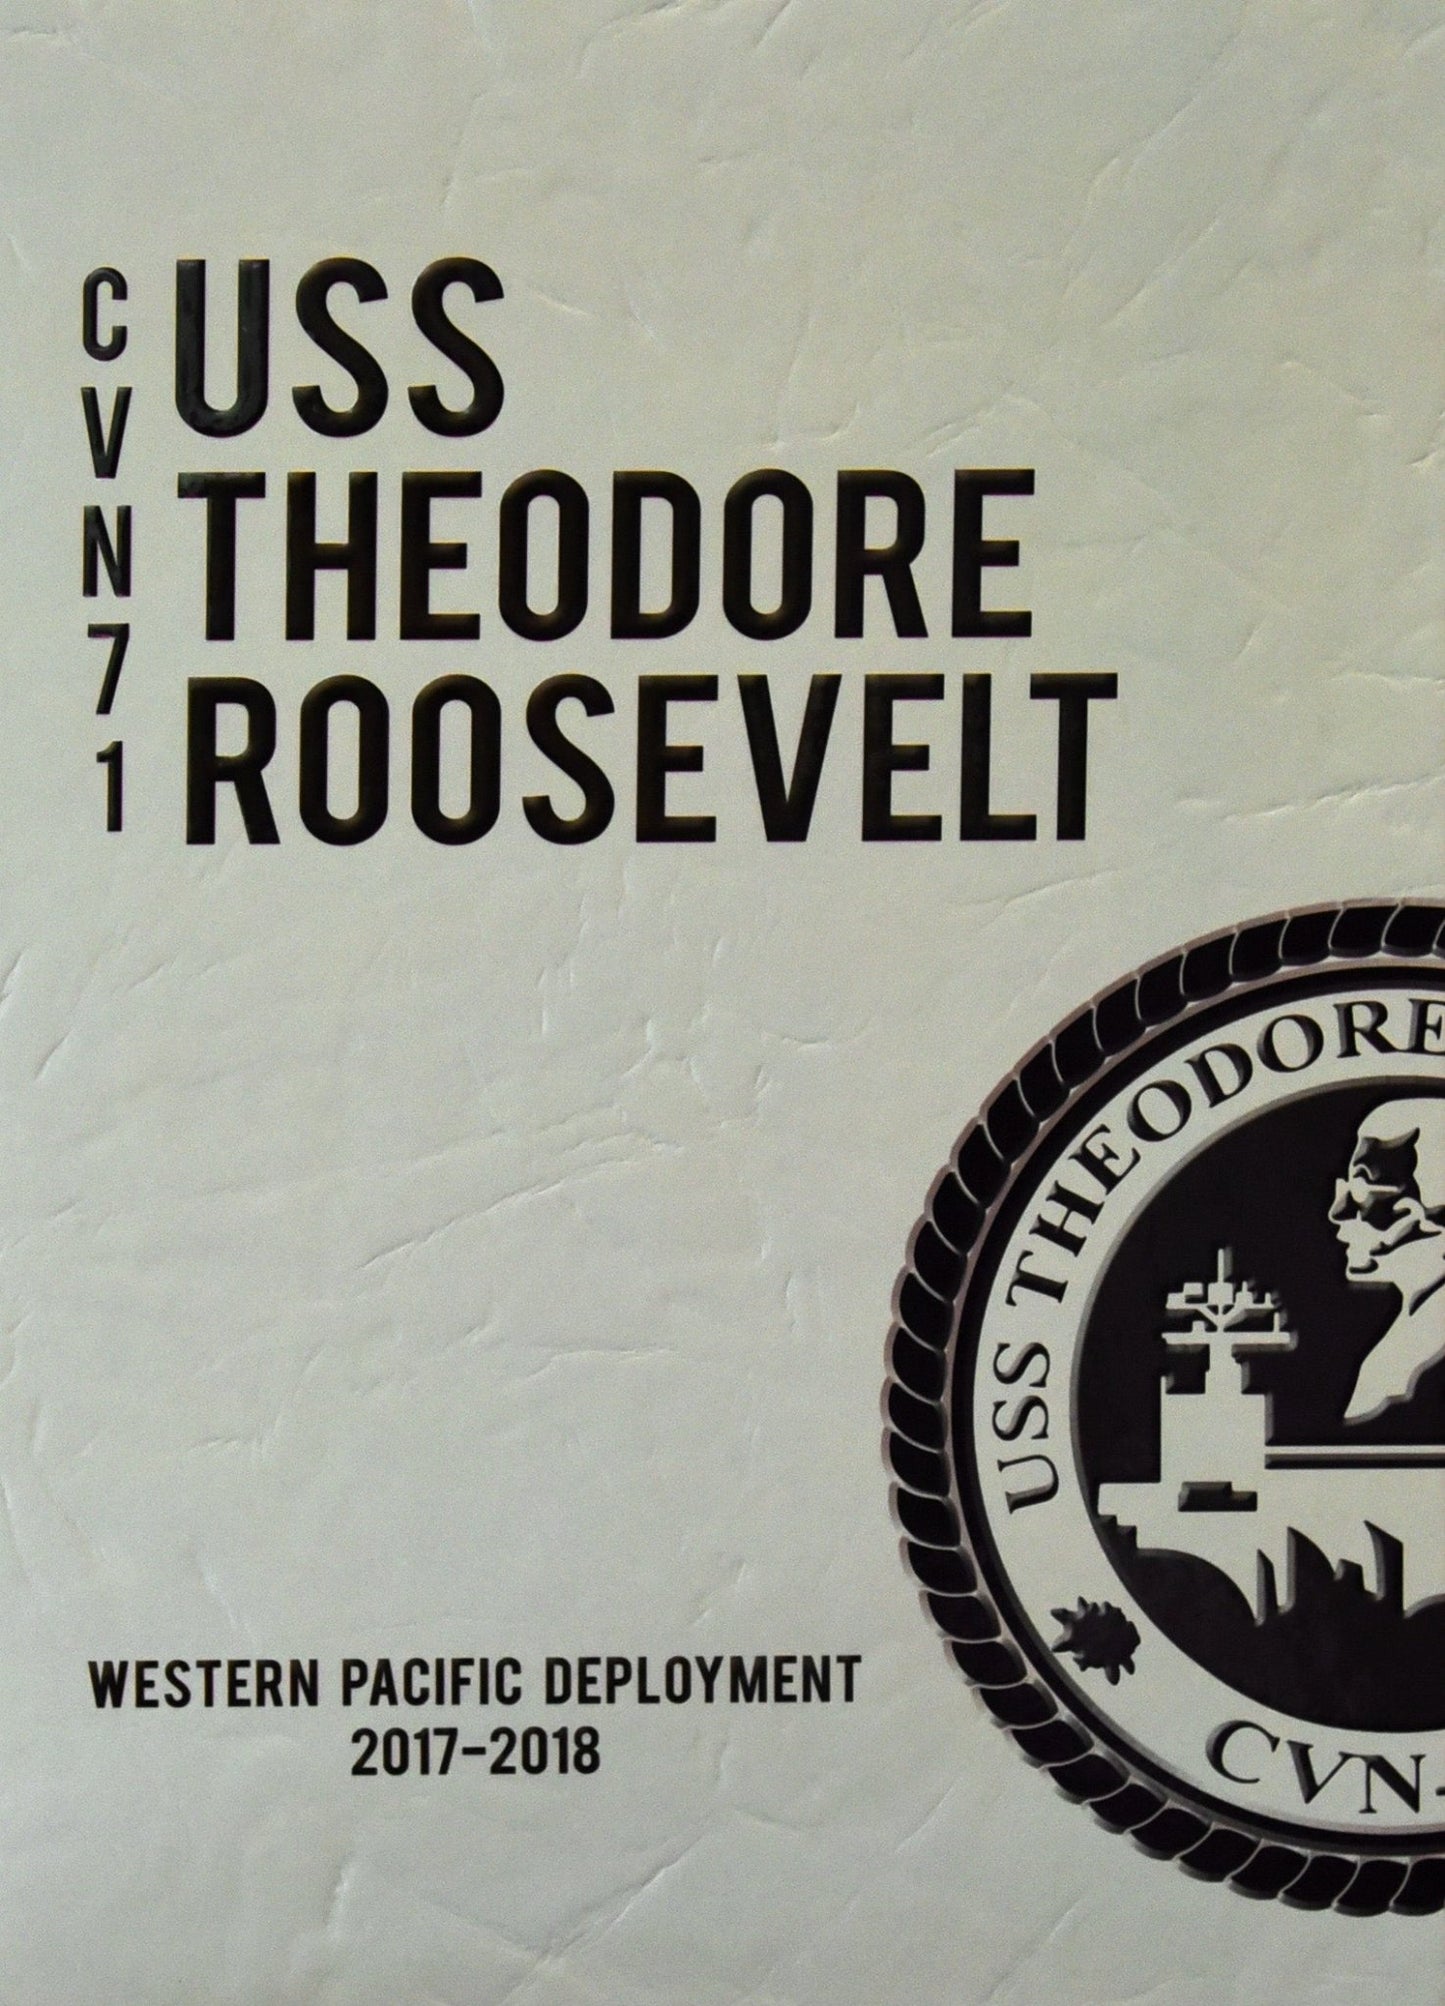 CVN71
USS
THEODORE
ROOSEVELT
USS THEODORE
CVN-
WESTERN PACIFIC DEPLOYMENT
2017-2018